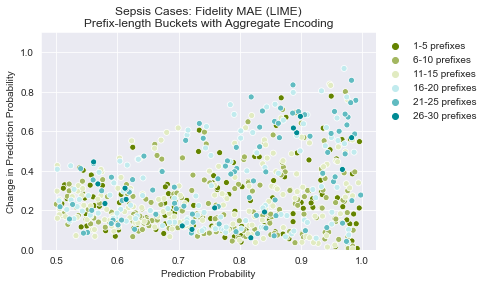 Sepsis Cases: Fidelity MAE (LIME)
Prefix-length Buckets with Aggregate Encoding
1.0
0.8
0.6
0.4
0.2
0.0
Change in Prediction Probability
0.5 0.6 0.7 0.8 0.9 1.0
Prediction Probability
1-5 prefixes
6-10 prefixes
11-15 prefixes
16-20 prefixes
21-25 prefixes
26-30 prefixes